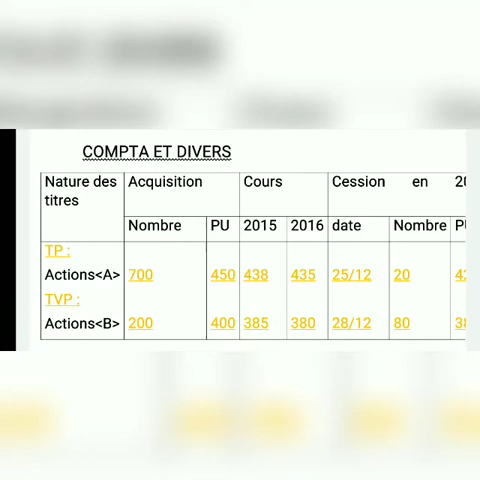 COMPTA ET DIVERS
Nature des titres Acquisition Cours Cession en
Nombre PU 2015 2016 date Nombre
TP :
Actions<A> 700 450 438 435 25/12 20
TVP :
Actions<B> 200 400 385 380 28/12 80